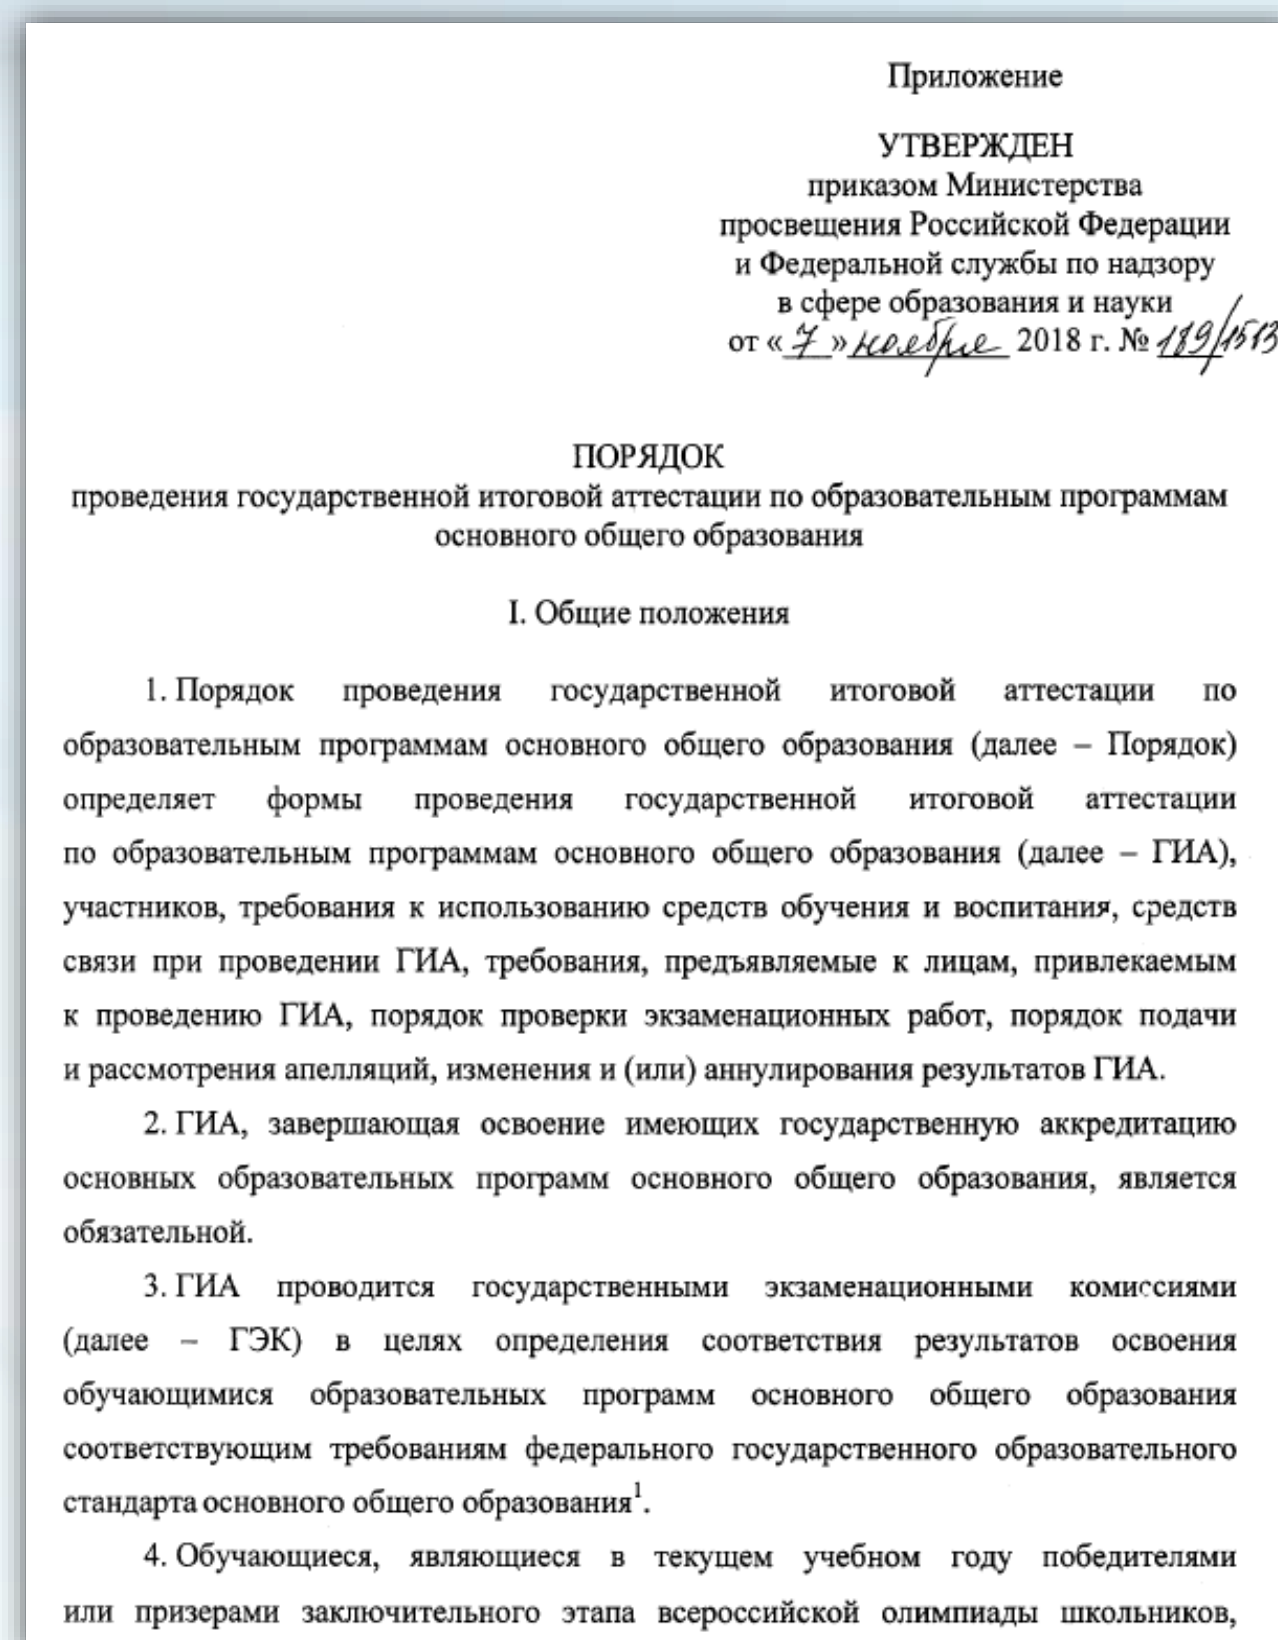 Приложение
УТВЕРЖДЕН
приказом Министерства
просвещения Российской Федерации
и Федеральной службы по надзору
в сфере образования и науки
от «7» ноября 2018 г. № 189/1513
ПОРЯДОК
проведения государственной итоговой аттестации по образовательным программам
основного общего образования
I. Общие положения
1. Порядок проведения государственной итоговой аттестации по
образовательным программам основного общего образования (далее – Порядок)
определяет формы проведения государственной итоговой аттестации
по образовательным программам основного общего образования (далее – ГИА),
участников, требования к использованию средств обучения и воспитания, средств
связи при проведении ГИА, требования, предъявляемые к лицам, привлекаемым
к проведению ГИА, порядок проверки экзаменационных работ, порядок подачи
и рассмотрения апелляций, изменения и (или) аннулирования результатов ГИА.
2. ГИА, завершающая освоение имеющих государственную аккредитацию
основных образовательных программ основного общего образования, является
обязательной.
3. ГИА проводится государственными экзаменационными комиссиями
(далее – ГЭК) в целях определения соответствия результатов освоения
обучающимися образовательных программ основного общего образования
соответствующим требованиям федерального государственного образовательного
стандарта основного общего образования¹.
4. Обучающиеся, являющиеся в текущем учебном году победителями
или призерами заключительного этапа всероссийской олимпиады школьников,